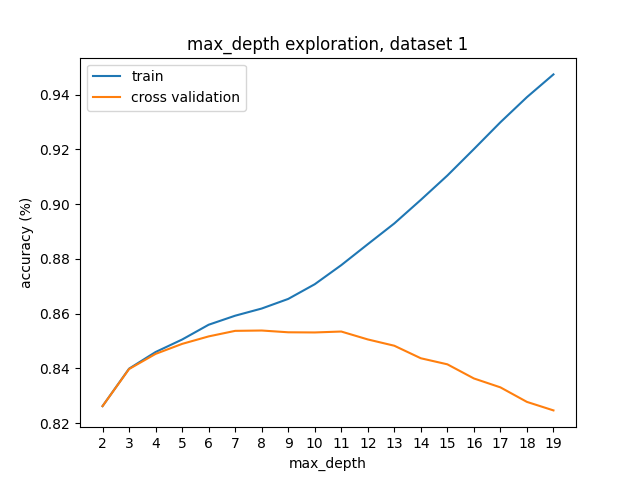 max_depth exploration, dataset 1
train
cross validation
accuracy (%)
0.94
0.92
0.90
0.88
0.86
0.84
0.82
2 3 4 5 6 7 8 9 10 11 12 13 14 15 16 17 18 19
max_depth